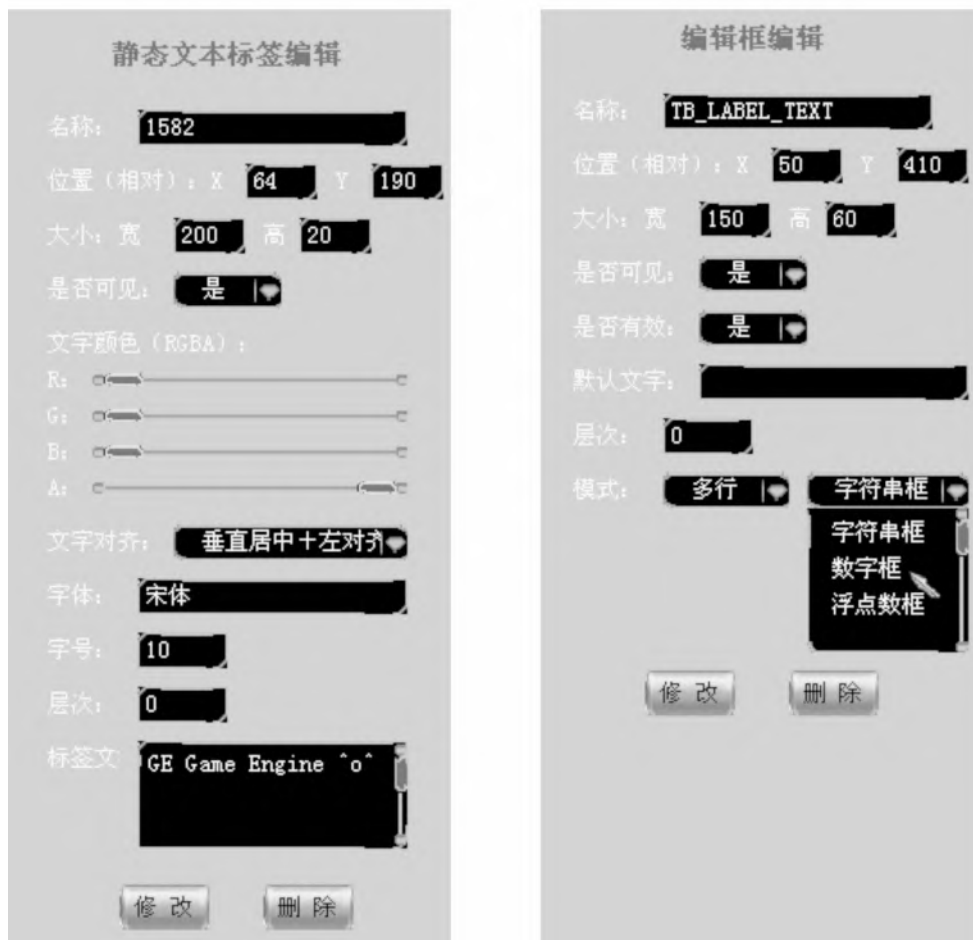 静态文本标签编辑
名称： 1582
位置（相对）：X 64 Y 190
大小：宽 200 高 20
是否可见： 是
文字颜色（RGBA）：
R：
G：
B：
A：
文字对齐： 垂直居中+左对齐
字体： 宋体
字号： 10
层次： 0
标签文 GE Game Engine ^o^
修 改 删 除
编辑框编辑
名称： TB_LABEL_TEXT
位置（相对）：X 50 Y 410
大小：宽 150 高 60
是否可见： 是
是否有效： 是
默认文字：
层次： 0
模式： 多行 字符串框
字符串框
数字框
浮点数框
修 改 删 除